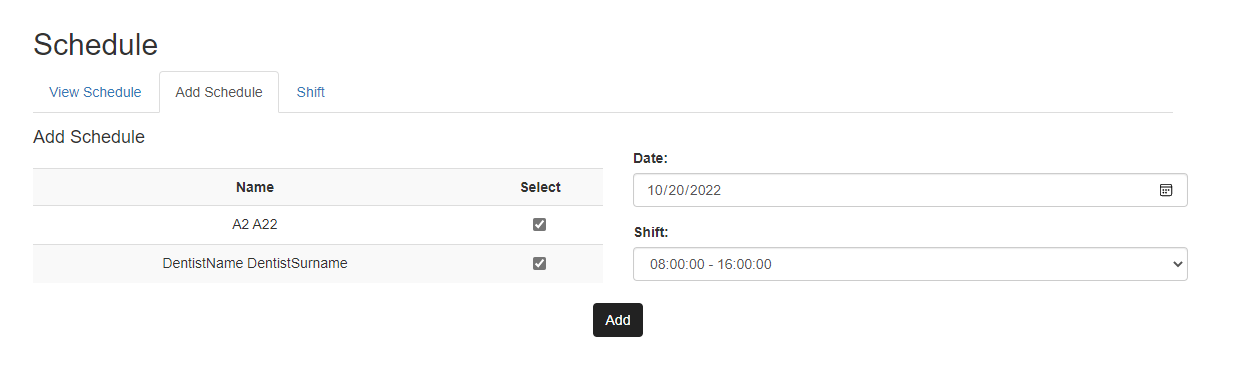 Schedule
View Schedule Add Schedule Shift
Add Schedule
Name Select
A2 A22
DentistName DentistSurname
Date:
10/20/2022
Shift:
08:00:00 - 16:00:00
Add